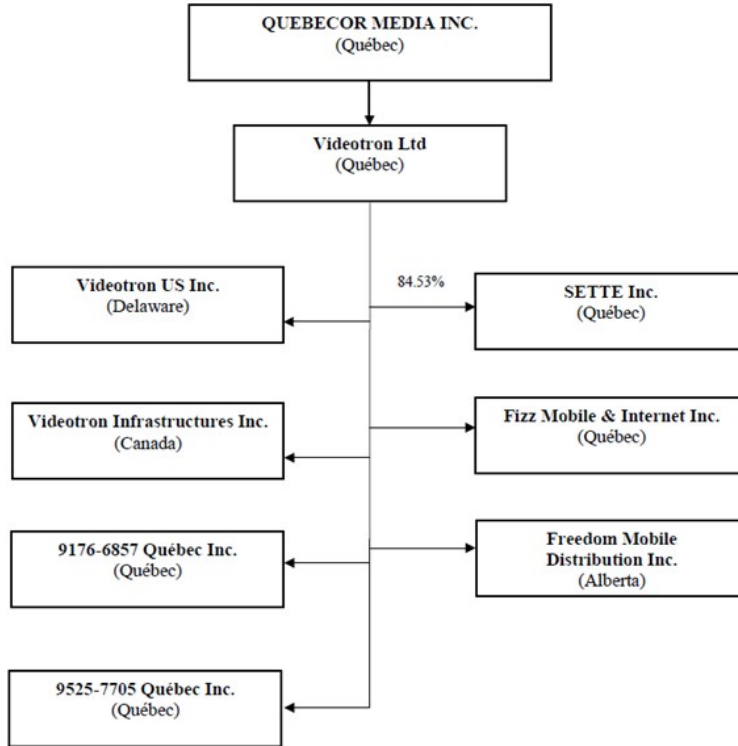 QUEBECOR MEDIA INC.
(Québec)
Videotron Ltd
(Québec)
Videotron US Inc.
(Delaware)
84.53%
SETTE Inc.
(Québec)
Videotron Infrastructures Inc.
(Canada)
Fizz Mobile & Internet Inc.
(Québec)
9176-6857 Québec Inc.
(Québec)
Freedom Mobile
Distribution Inc.
(Alberta)
9525-7705 Québec Inc.
(Québec)